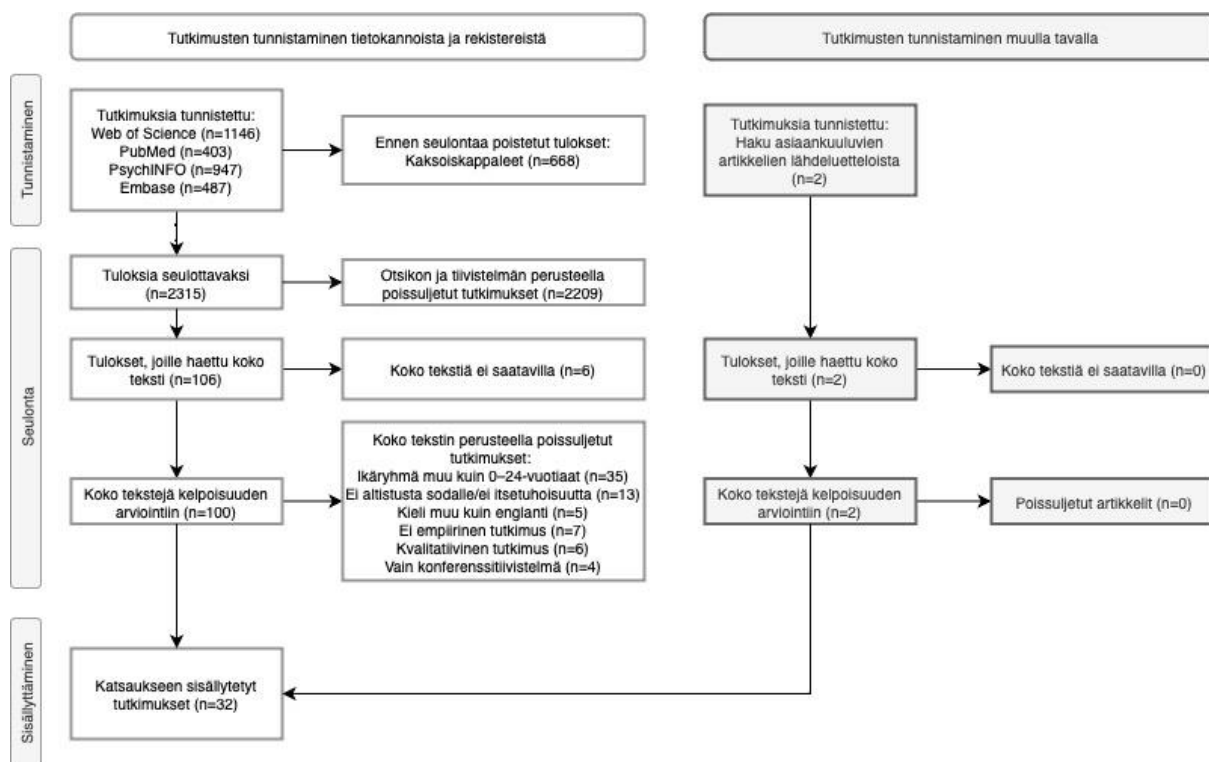 Tutkimusten tunnistaminen tietokannoista ja rekistereistä
Tutkimusten tunnistaminen muulla tavalla
Tunnistaminen
Tutkimuksia tunnistettu:
Web of Science (n=1146)
PubMed (n=403)
PsychINFO (n=947)
Embase (n=487)
Ennen seulontaa poistetut tulokset:
Kaksoiskappaleet (n=668)
Tutkimuksia tunnistettu:
Haku asiaankuuluvien
artikkelien lähdeluetteloista
(n=2)
Seulonta
Tuloksia seulottavaksi
(n=2315)
Otsikon ja tiivistelmän perusteella
poissuljetut tutkimukset (n=2209)
Tulokset, joille haettu koko
teksti (n=106)
Koko tekstiä ei saatavilla (n=6)
Tulokset, joille haettu koko
teksti (n=2)
Koko tekstiä ei saatavilla (n=0)
Koko tekstejä kelpoisuuden
arviointiin (n=100)
Koko tekstin perusteella poissuljetut
tutkimukset:
Ikäryhmä muu kuin 0–24-vuotiaat (n=35)
Ei altistusta sodalle/ei itsetuhoisuutta (n=13)
Kieli muu kuin englanti (n=5)
Ei empiirinen tutkimus (n=7)
Kvalitatiivinen tutkimus (n=6)
Vain konferenssitiivistelmä (n=4)
Koko tekstejä kelpoisuuden
arviointiin (n=2)
Poissuljetut artikkelit (n=0)
Sisällyttäminen
Katsaukseen sisällytetyt
tutkimukset (n=32)